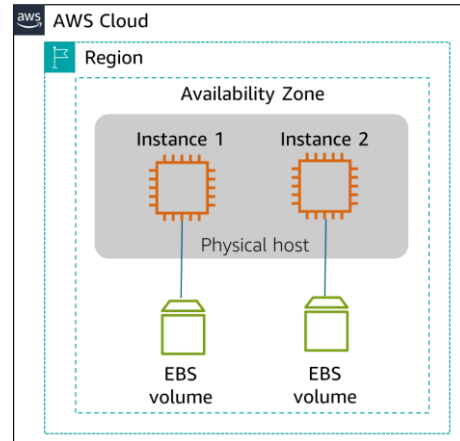 aws
AWS Cloud
Region
Availability Zone
Instance 1
Instance 2
Physical host
EBS
volume
EBS
volume